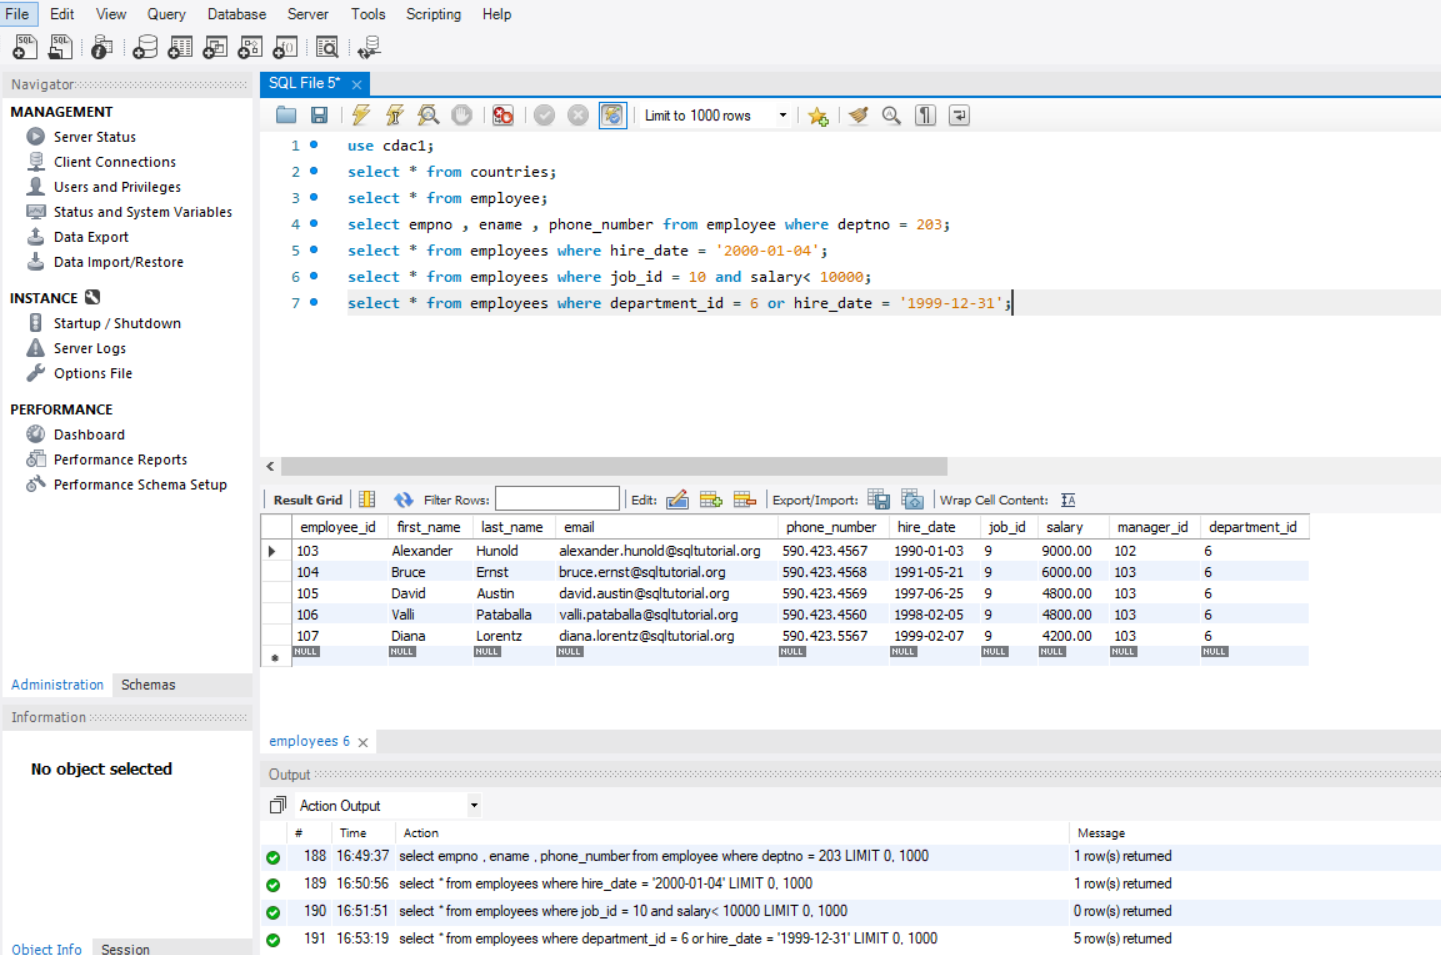 File Edit View Query Database Server Tools Scripting Help
SQL SQL
Navigator
MANAGEMENT
Server Status
Client Connections
Users and Privileges
Status and System Variables
Data Export
Data Import/Restore
INSTANCE
Startup / Shutdown
Server Logs
Options File
PERFORMANCE
Dashboard
Performance Reports
Performance Schema Setup
Administration Schemas
Information
No object selected
Object Info Session
SQL File 5*
Limit to 1000 rows
1 use cdac1;
2 select * from countries;
3 select * from employee;
4 select empno , ename , phone_number from employee where deptno = 203;
5 select * from employees where hire_date = '2000-01-04';
6 select * from employees where job_id = 10 and salary< 10000;
7 select * from employees where department_id = 6 or hire_date = '1999-12-31';
Result Grid Filter Rows: Edit: Export/Import: Wrap Cell Content: IA
employee_id first_name last_name email phone_number hire_date job_id salary manager_id department_id
103 Alexander Hunold alexander.hunold@sqltutorial.org 590.423.4567 1990-01-03 9 9000.00 102 6
104 Bruce Ernst bruce.ernst@sqltutorial.org 590.423.4568 1991-05-21 9 6000.00 103 6
105 David Austin david.austin@sqltutorial.org 590.423.4569 1997-06-25 9 4800.00 103 6
106 Valli Pataballa valli.pataballa@sqltutorial.org 590.423.4560 1998-02-05 9 4800.00 103 6
107 Diana Lorentz diana.lorentz@sqltutorial.org 590.423.5567 1999-02-07 9 4200.00 103 6
NULL NULL NULL NULL NULL NULL NULL NULL NULL NULL
employees 6
Output
Action Output
# Time Action Message
188 16:49:37 select empno , ename , phone_number from employee where deptno = 203 LIMIT 0, 1000 1 row(s) returned
189 16:50:56 select * from employees where hire_date = '2000-01-04' LIMIT 0, 1000 1 row(s) returned
190 16:51:51 select * from employees where job_id = 10 and salary< 10000 LIMIT 0, 1000 0 row(s) returned
191 16:53:19 select * from employees where department_id = 6 or hire_date = '1999-12-31' LIMIT 0, 1000 5 row(s) returned